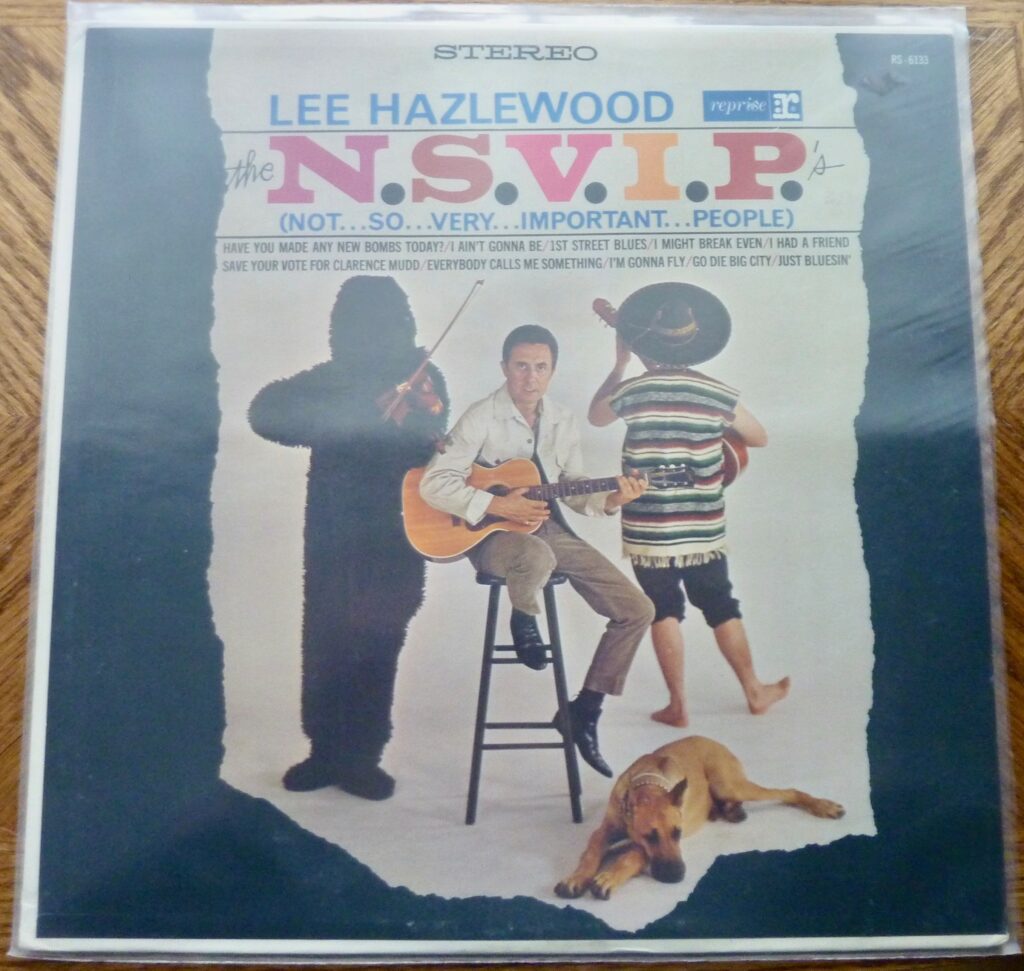 STEREO
RS-6133
LEE HAZLEWOOD
reprise r
the N.S.V.I.P.'s
(NOT...SO...VERY...IMPORTANT...PEOPLE)
HAVE YOU MADE ANY NEW BOMBS TODAY?/I AIN'T GONNA BE/1ST STREET BLUES/I MIGHT BREAK EVEN/I HAD A FRIEND
SAVE YOUR VOTE FOR CLARENCE MUDD/EVERYBODY CALLS ME SOMETHING/I'M GONNA FLY/GO DIE BIG CITY/JUST BLUESIN'